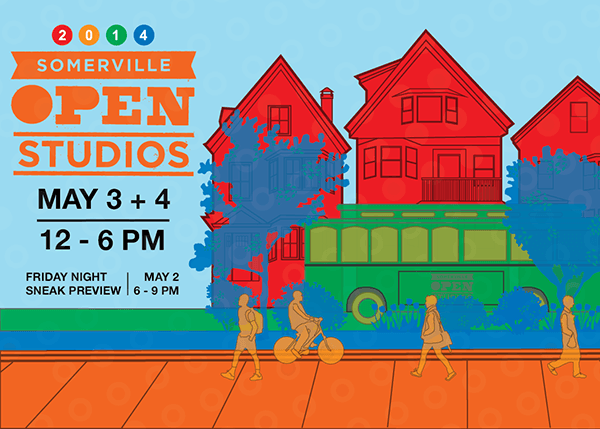 2014
SOMERVILLE
OPEN
STUDIOS
MAY 3 + 4
12 - 6 PM
FRIDAY NIGHT | MAY 2
SNEAK PREVIEW | 6 - 9 PM
OPEN